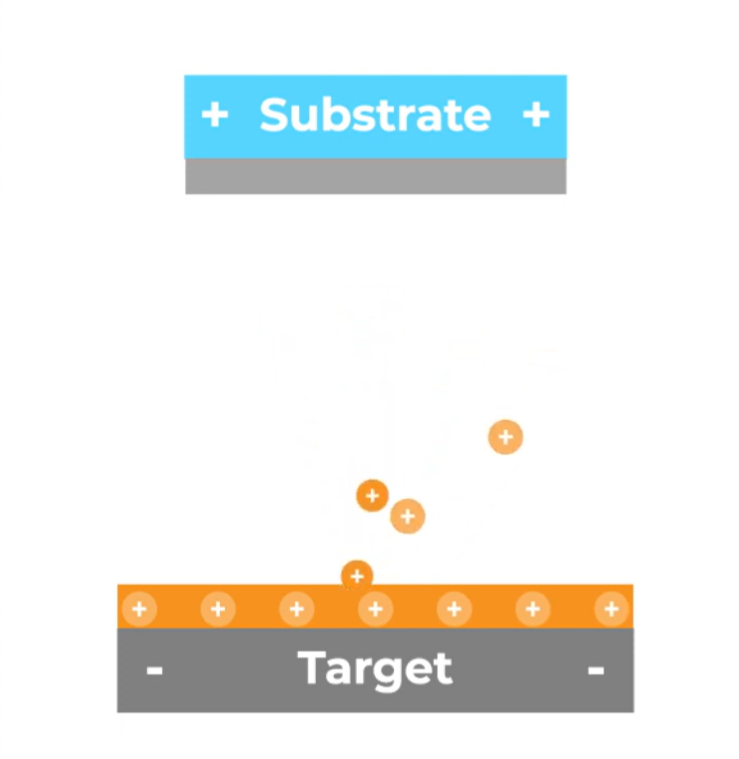 + Substrate +
+
+
+
+
+ + + + + + +
- Target -